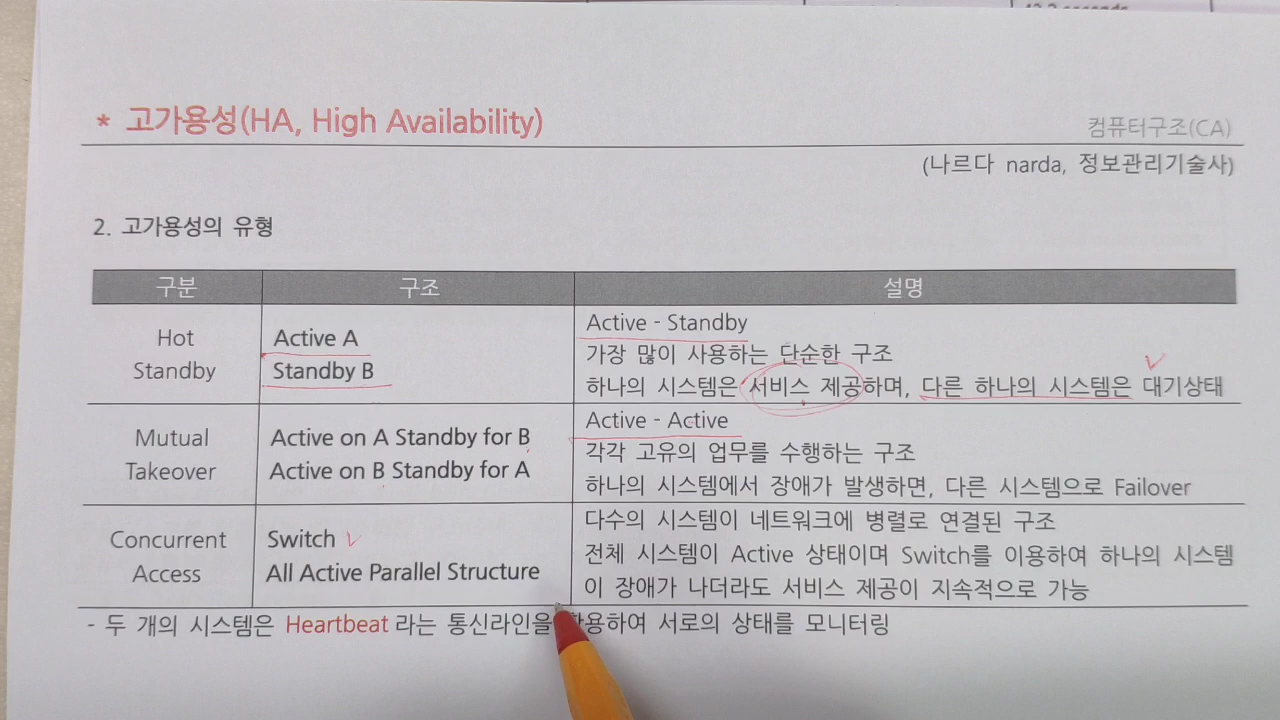 * 고가용성(HA, High Availability)
컴퓨터구조(CA)
(나르다 narda, 정보관리기술사)
2. 고가용성의 유형
구분 구조 설명
Hot Standby
Active A
Standby B
Active - Standby
가장 많이 사용하는 단순한 구조
하나의 시스템은 서비스 제공하며, 다른 하나의 시스템은 대기상태
Mutual
Takeover
Active on A Standby for B
Active on B Standby for A
Active - Active
각각 고유의 업무를 수행하는 구조
하나의 시스템에서 장애가 발생하면, 다른 시스템으로 Failover
Concurrent
Access
Switch
All Active Parallel Structure
다수의 시스템이 네트워크에 병렬로 연결된 구조
전체 시스템이 Active 상태이며 Switch를 이용하여 하나의 시스템
이 장애가 나더라도 서비스 제공이 지속적으로 가능
- 두 개의 시스템은 Heartbeat 라는 통신라인을 하여 서로의 상태를 모니터링